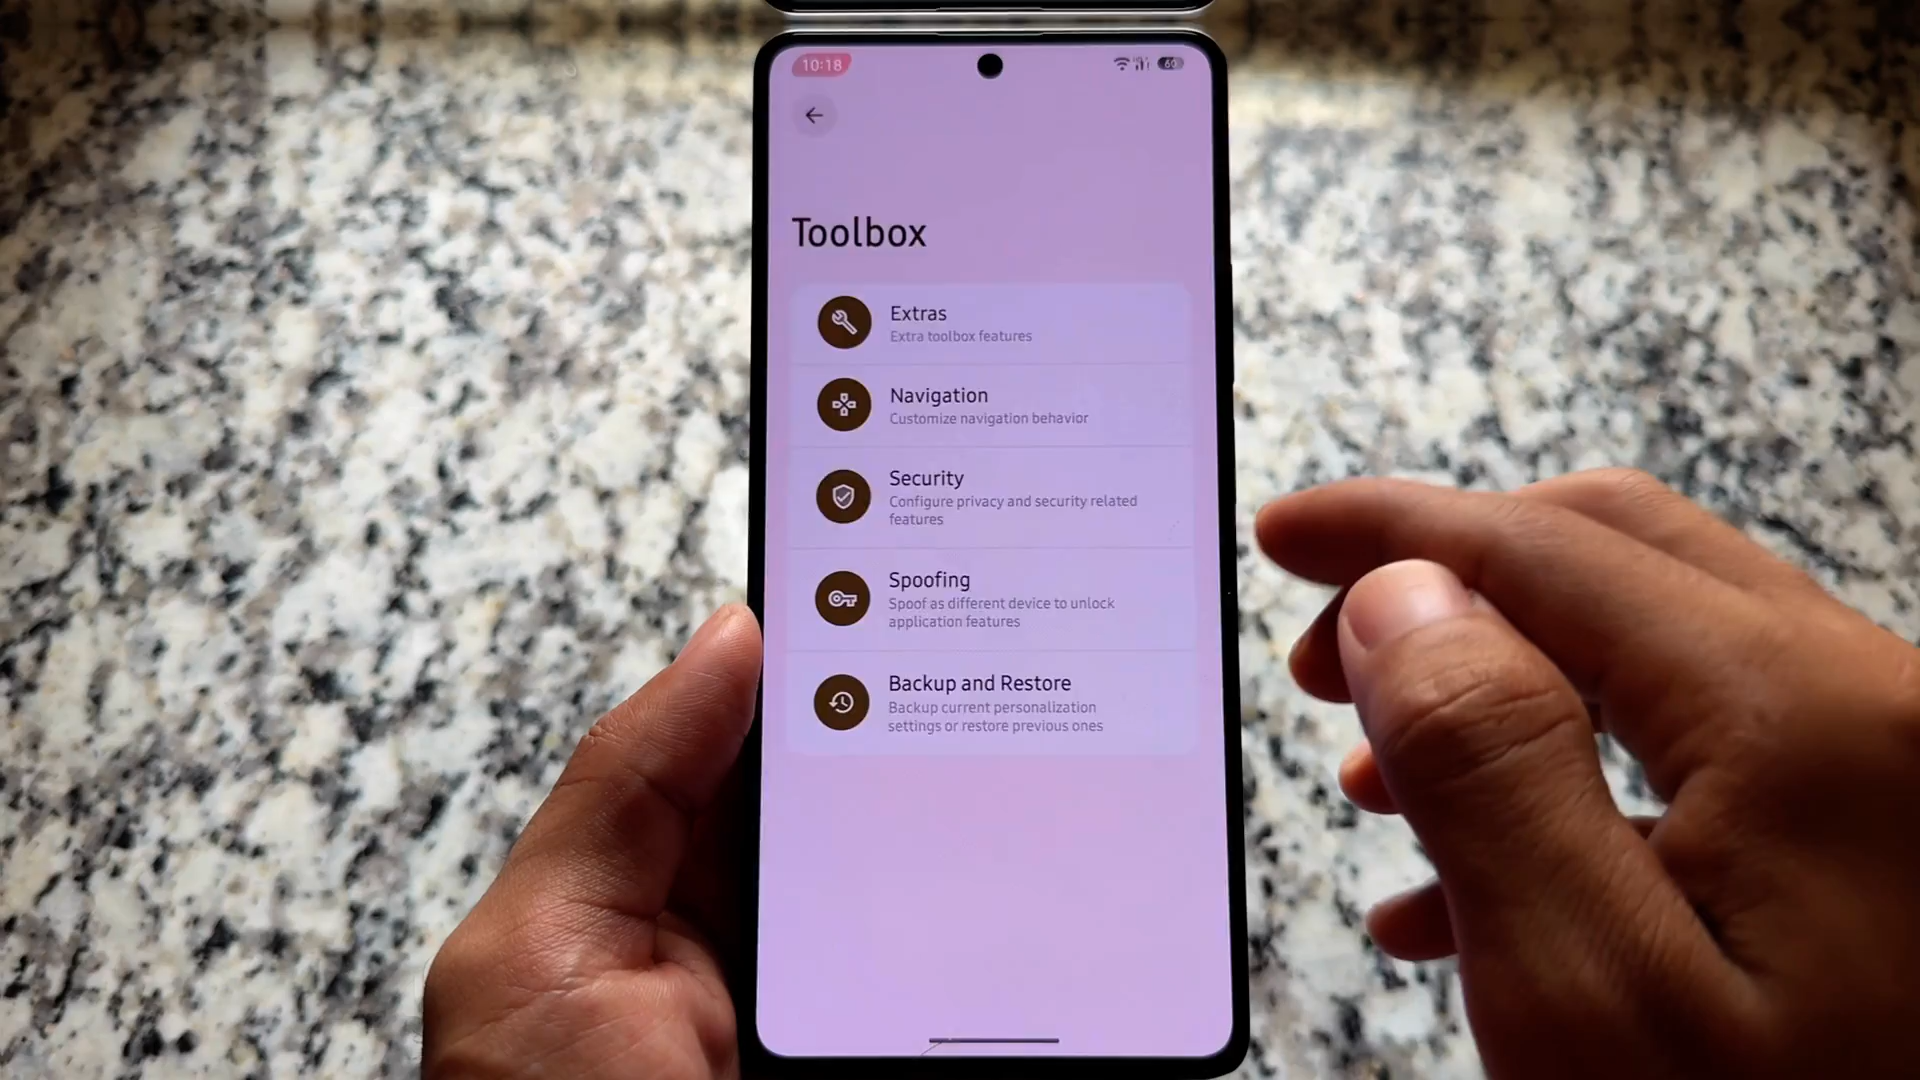 10:18
60
Toolbox
Extras
Extra toolbox features
Navigation
Customize navigation behavior
Security
Configure privacy and security related
features
Spoofing
Spoof as different device to unlock
application features
Backup and Restore
Backup current personalization
settings or restore previous ones